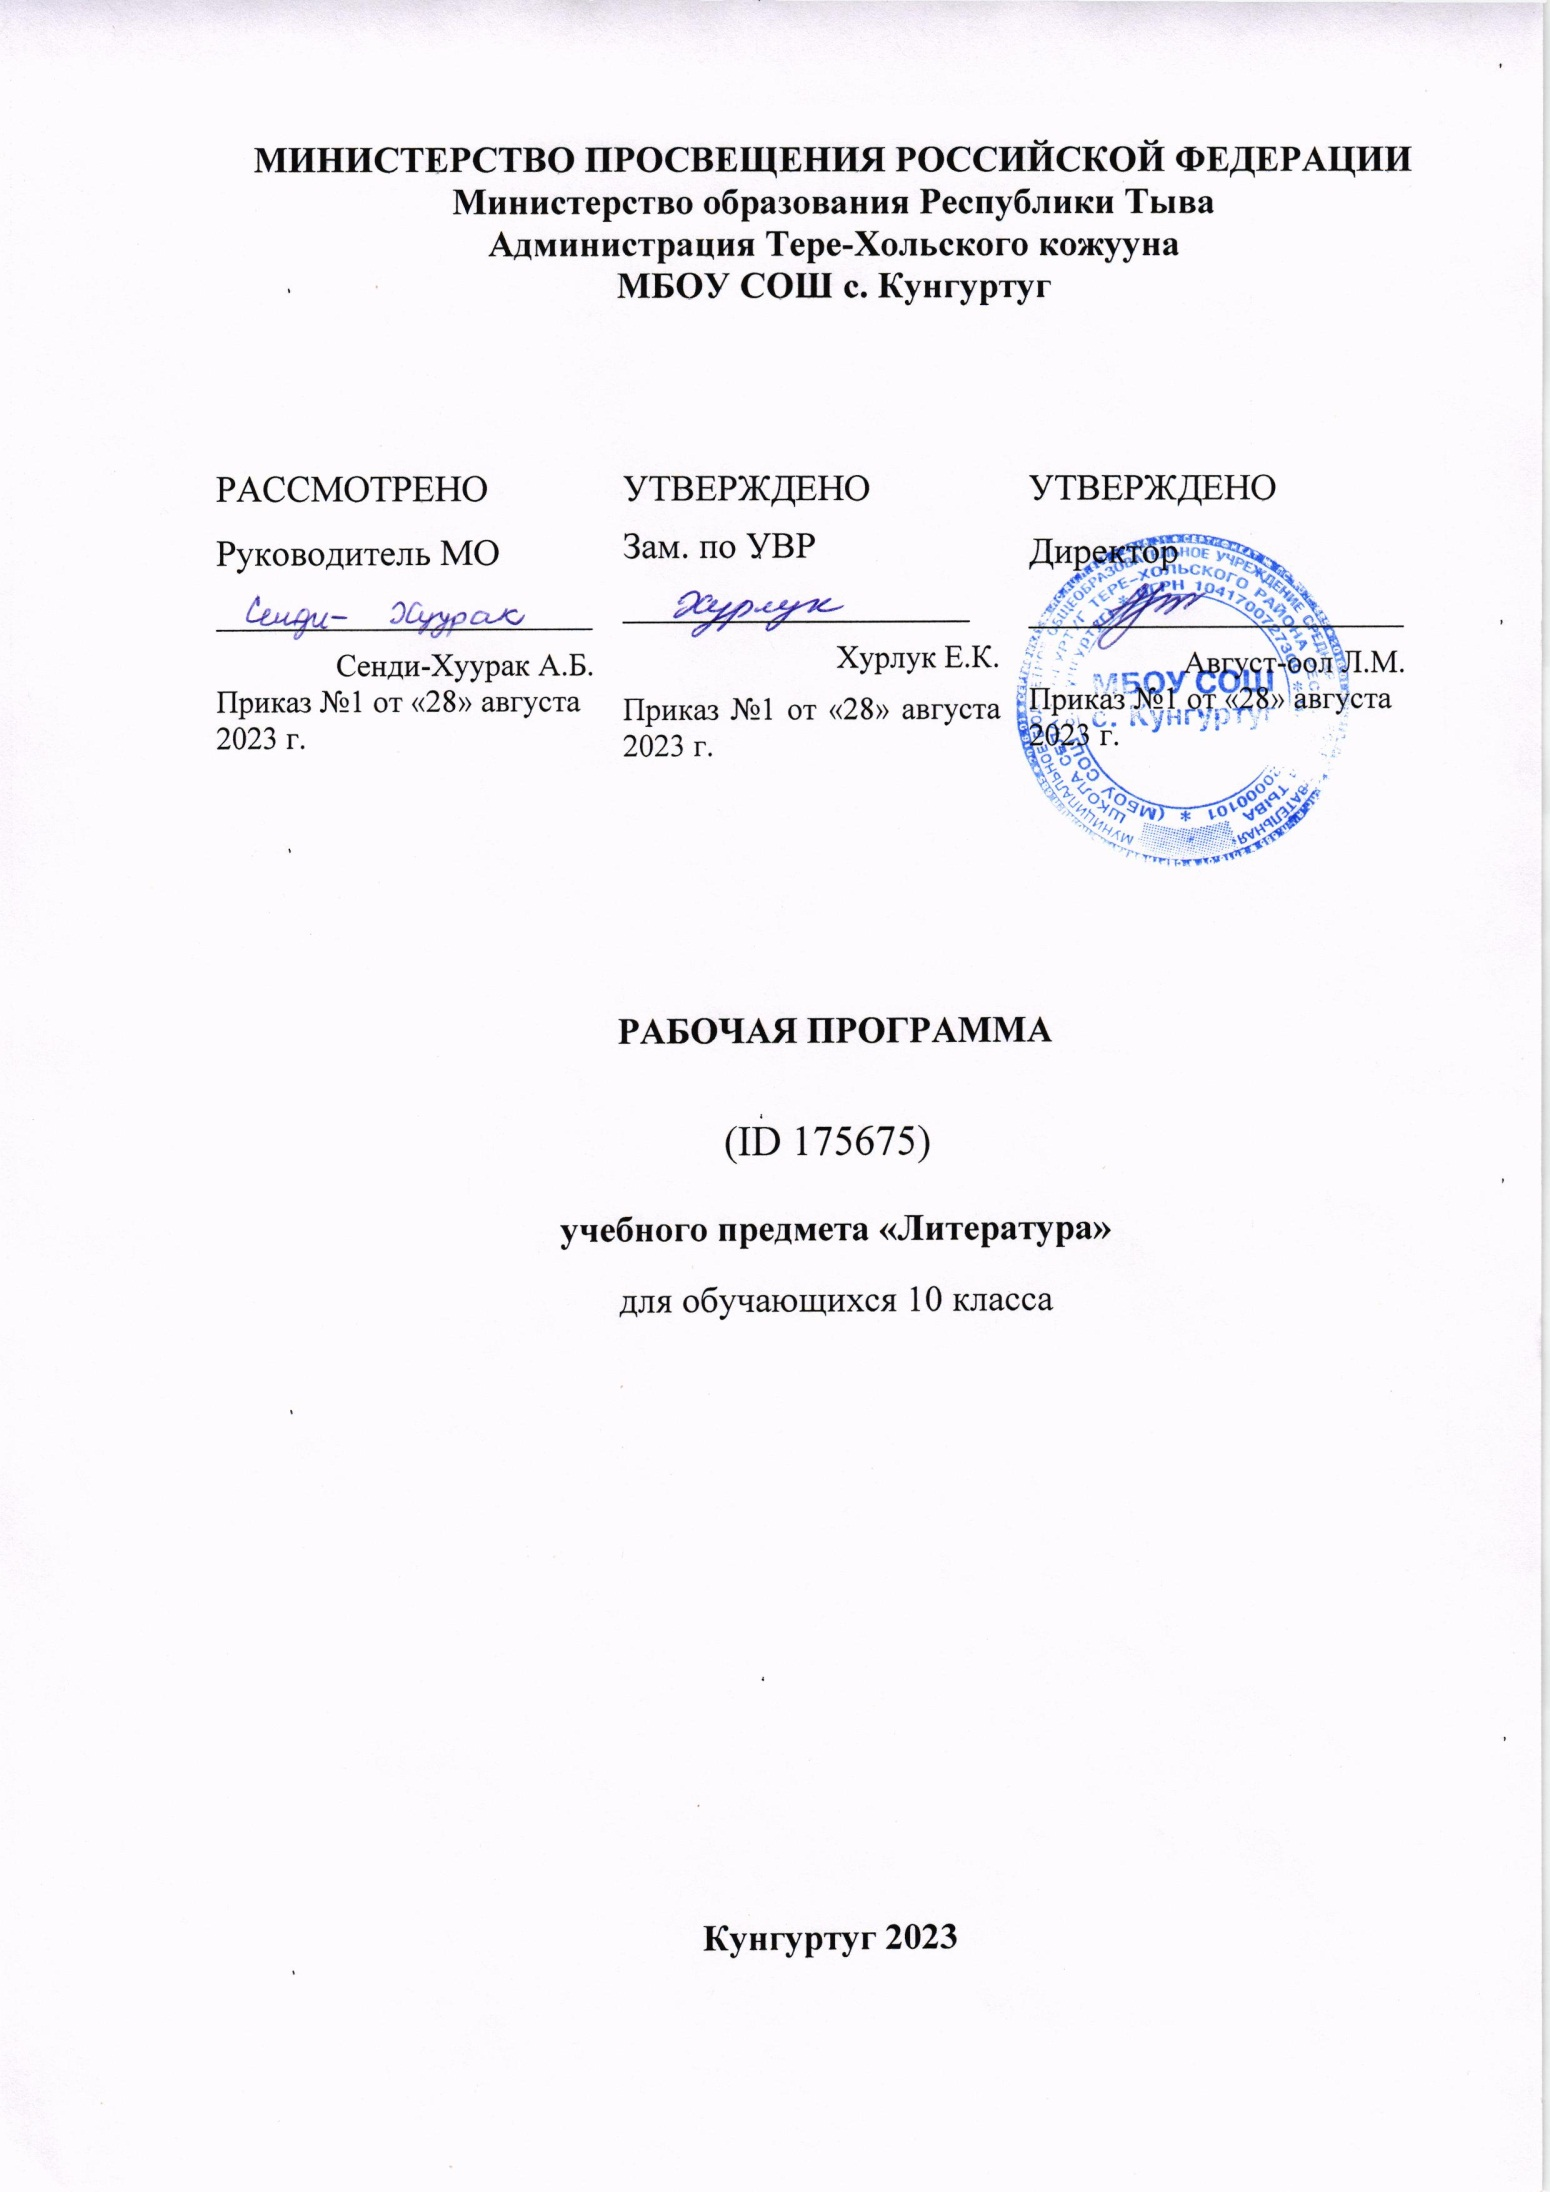 МИНИСТЕРСТВО ПРОСВЕЩЕНИЯ РОССИЙСКОЙ ФЕДЕРАЦИИ
Министерство образования Республики Тыва
Администрация Тере-Хольского кожууна
МБОУ СОШ с. Кунгуртуг
РАССМОТРЕНО
Руководитель МО
Сенди- Хуурак
Сенди-Хуурак А.Б.
Приказ №1 от «28» августа
2023 г.
УТВЕРЖДЕНО
Зам. по УВР
Хурлук
Хурлук Е.К.
Приказ №1 от «28» августа
2023 г.
УТВЕРЖДЕНО
Директор
Август-оол Л.М.
Приказ №1 от «28» августа
2023 г.
МБОУ СОШ
с. Кунгуртуг
РАБОЧАЯ ПРОГРАММА
(ID 175675)
учебного предмета «Литература»
для обучающихся 10 класса
Кунгуртуг 2023